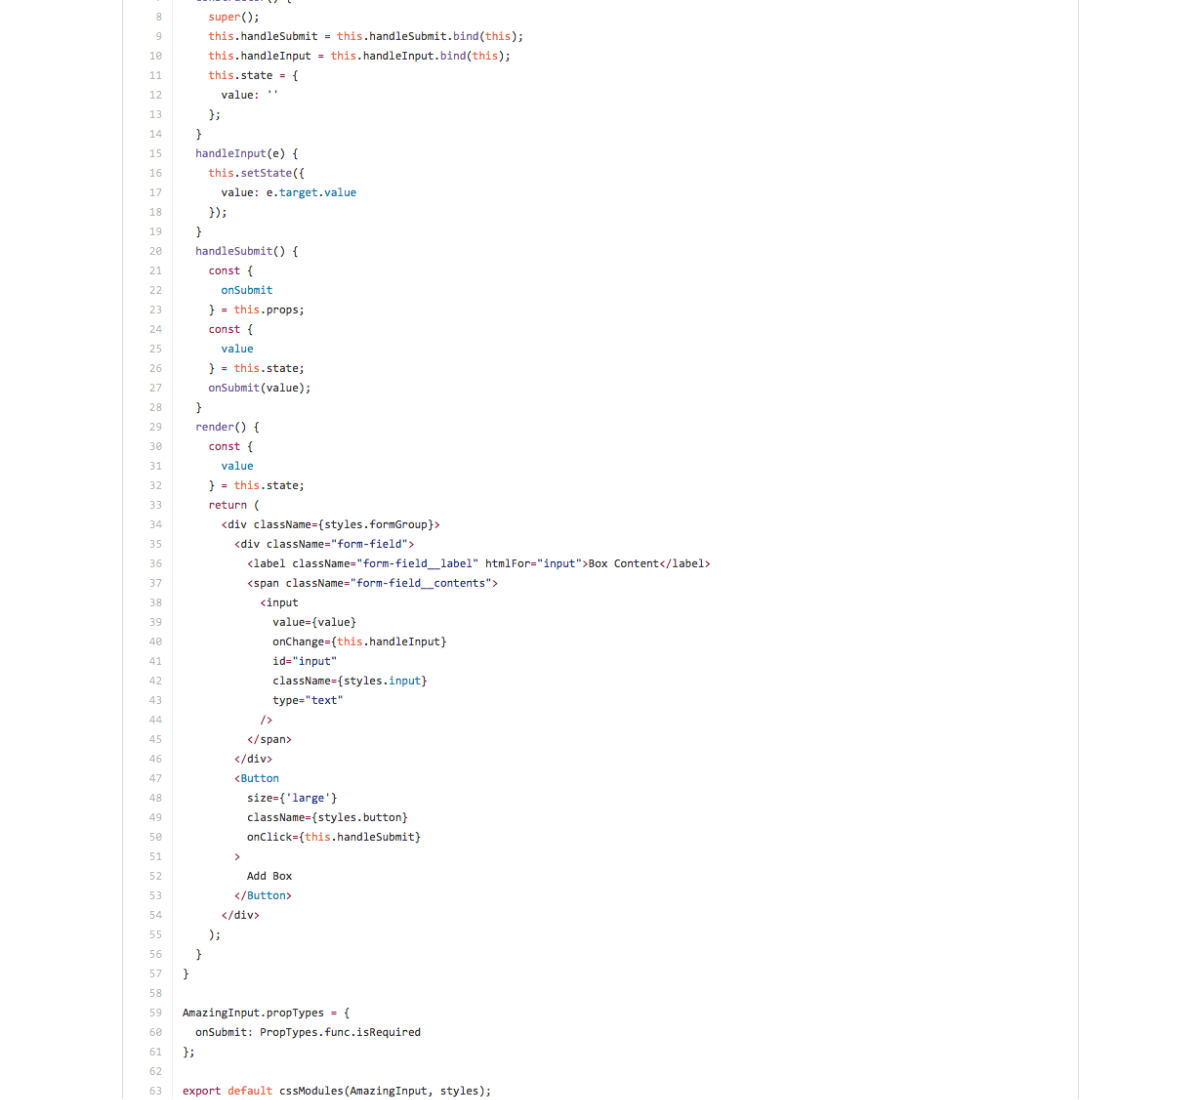 7 constructor() {
8 super();
9 this.handleSubmit = this.handleSubmit.bind(this);
10 this.handleInput = this.handleInput.bind(this);
11 this.state = {
12 value: ''
13 };
14 }
15 handleInput(e) {
16 this.setState({
17 value: e.target.value
18 });
19 }
20 handleSubmit() {
21 const {
22 onSubmit
23 } = this.props;
24 const {
25 value
26 } = this.state;
27 onSubmit(value);
28 }
29 render() {
30 const {
31 value
32 } = this.state;
33 return (
34 <div className={styles.formGroup}>
35 <div className="form-field">
36 <label className="form-field__label" htmlFor="input">Box Content</label>
37 <span className="form-field__contents">
38 <input
39 value={value}
40 onChange={this.handleInput}
41 id="input"
42 className={styles.input}
43 type="text"
44 />
45 </span>
46 </div>
47 <Button
48 size={'large'}
49 className={styles.button}
50 onClick={this.handleSubmit}
51 >
52 Add Box
53 </Button>
54 </div>
55 );
56 }
57 }
58
59 AmazingInput.propTypes = {
60 onSubmit: PropTypes.func.isRequired
61 };
62
63 export default cssModules(AmazingInput, styles);